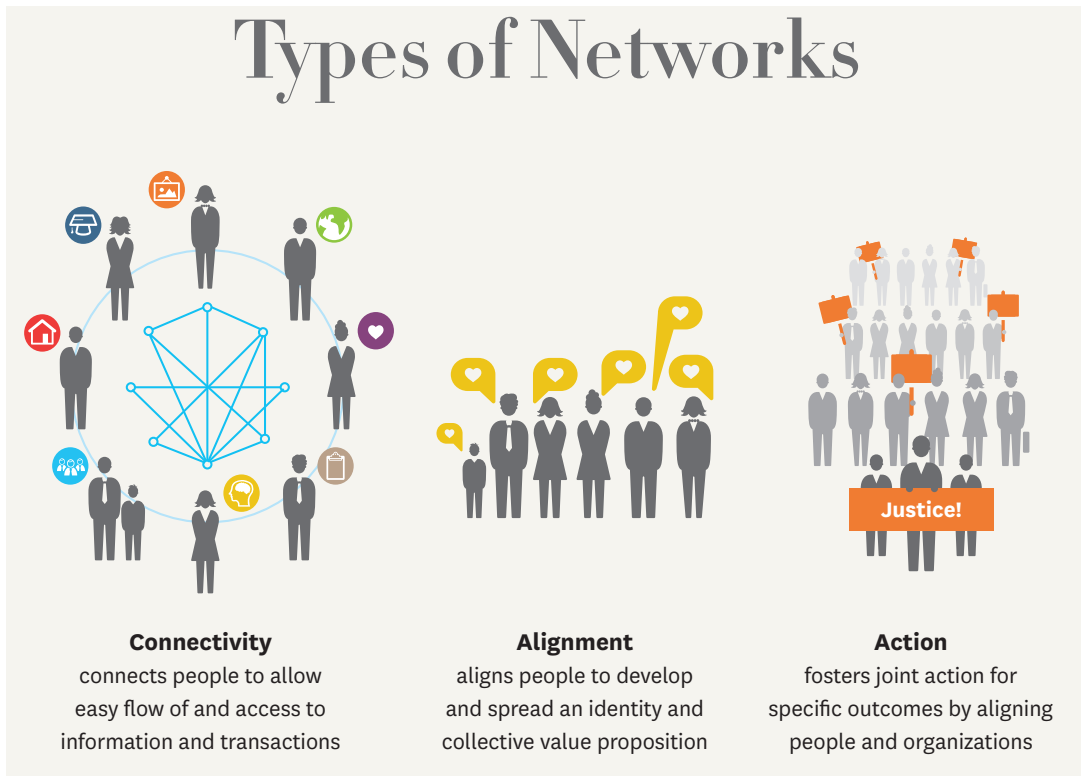 Types of Networks
Justice!
Connectivity
connects people to allow
easy flow of and access to
information and transactions
Alignment
aligns people to develop
and spread an identity and
collective value proposition
Action
fosters joint action for
specific outcomes by aligning
people and organizations